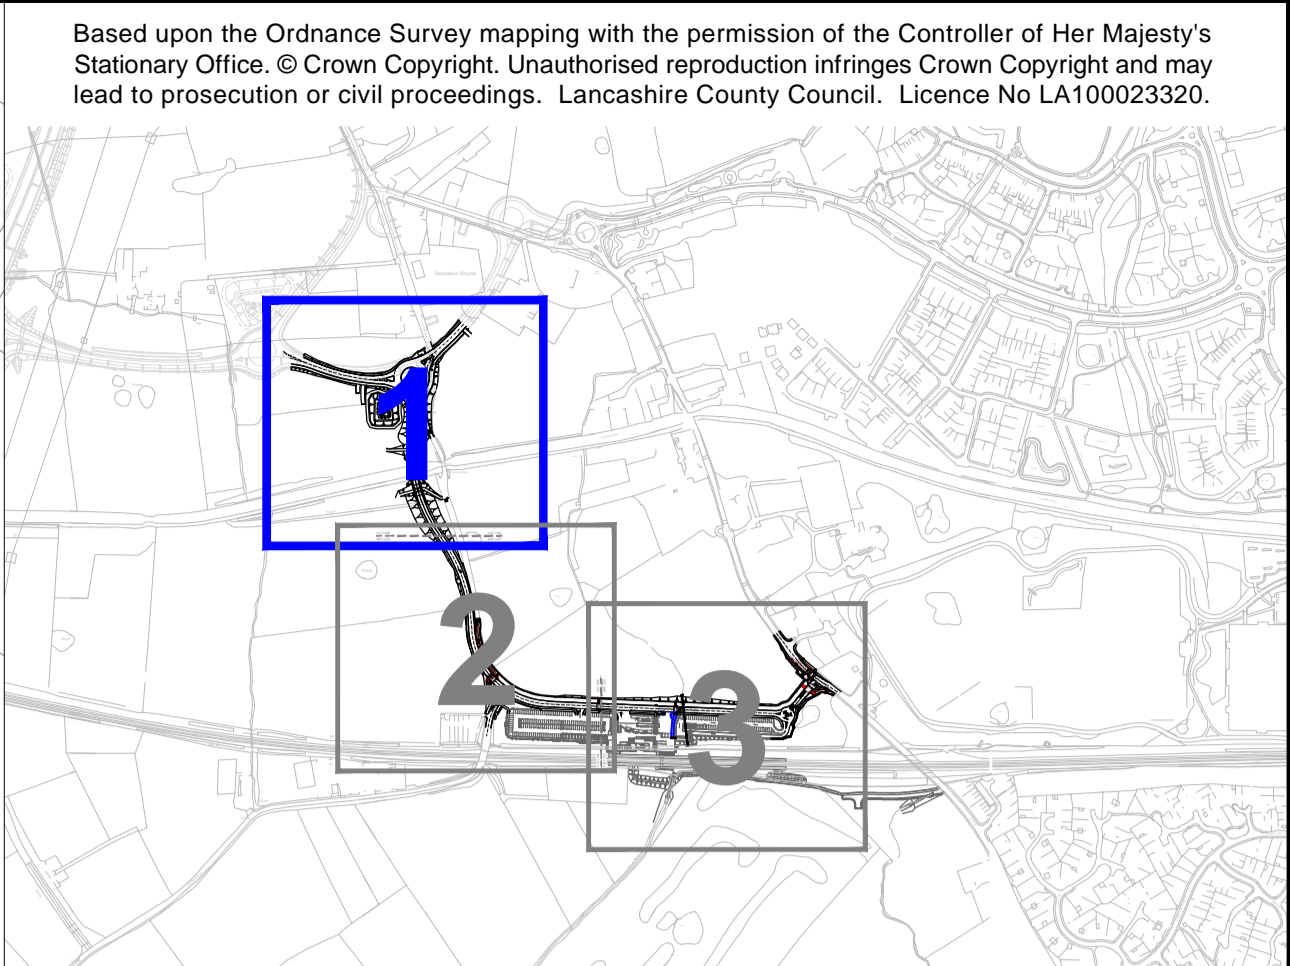 Based upon the Ordnance Survey mapping with the permission of the Controller of Her Majesty's
Stationary Office. © Crown Copyright. Unauthorised reproduction infringes Crown Copyright and may
lead to prosecution or civil proceedings. Lancashire County Council. Licence No LA100023320.
Recreation Ground
1
2
3